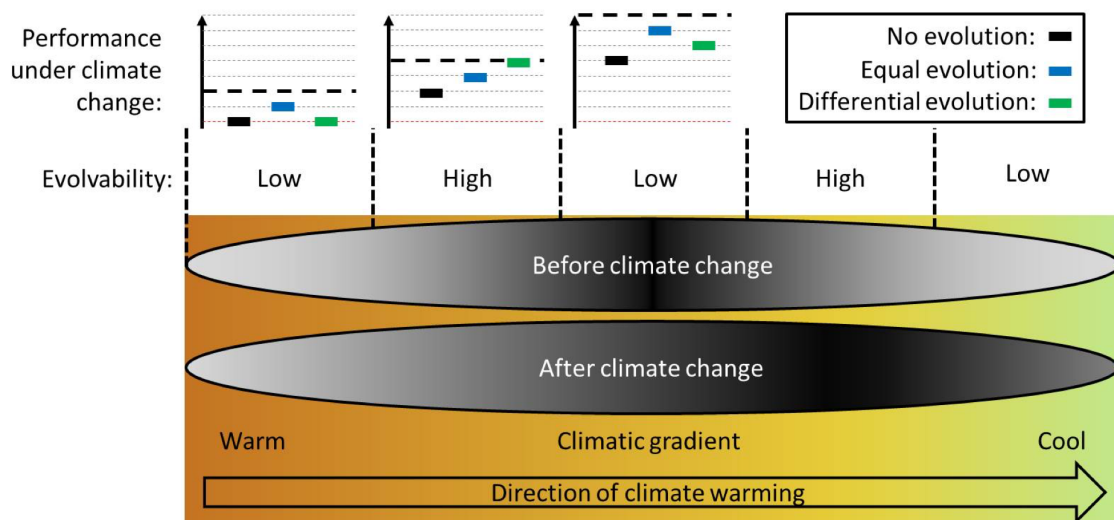 Performance
under climate
change:
No evolution:
Equal evolution:
Differential evolution:
Evolvability:
Low
High
Low
High
Low
Before climate change
After climate change
Warm
Climatic gradient
Cool
Direction of climate warming